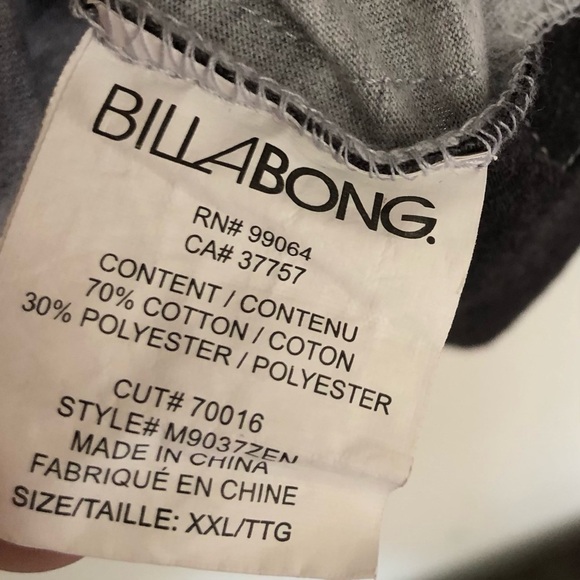 BILLABONG.
RN# 99064
CA# 37757
CONTENT / CONTENU
70% COTTON / COTON
30% POLYESTER / POLYESTER
CUT# 70016
STYLE# M9037ZEN
MADE IN CHINA
FABRIQUÉ EN CHINE
SIZE/TAILLE: XXL/TTG